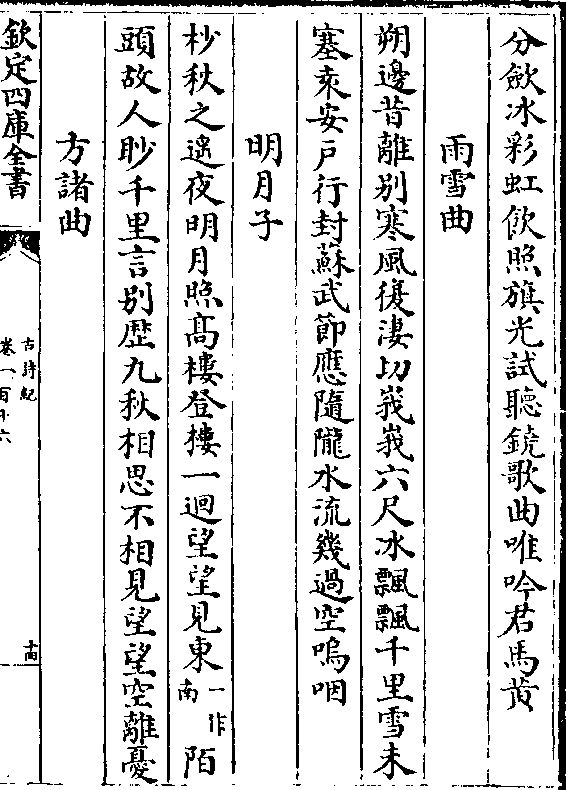 分歛冰彩虹飲照旗光試聽鐃歌曲唯吟君馬黄
雨雪曲
朔邊昔離别寒風復淒切峩峩六尺冰飄飄千里雪未
塞來安戸行封蘇武節應隨隴水流幾過空嗚咽
明月子
杪秋之遥夜明月照髙樓登樓一迴望望見東一作南陌
頭故人眇千里言别歴九秋相思不相見望望空離憂
方諸曲
欽定四庫全書
古詩紀
卷一百十六
十四